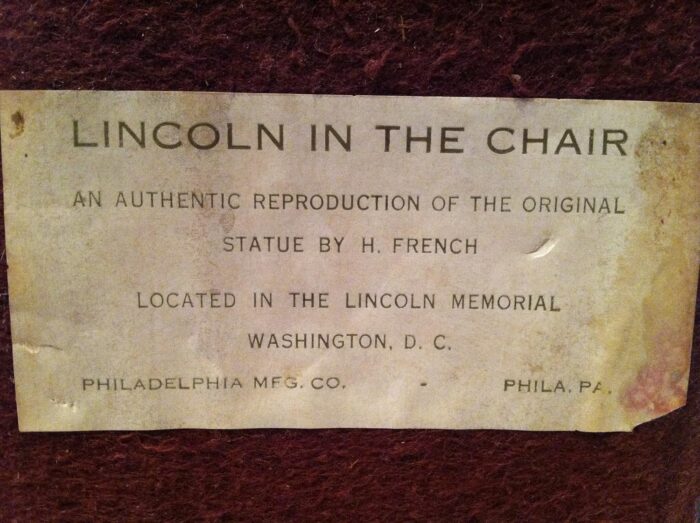 LINCOLN IN THE CHAIR
AN AUTHENTIC REPRODUCTION OF THE ORIGINAL
STATUE BY H. FRENCH
LOCATED IN THE LINCOLN MEMORIAL
WASHINGTON, D. C.
PHILADELPHIA MFG. CO. - PHILA. PA.